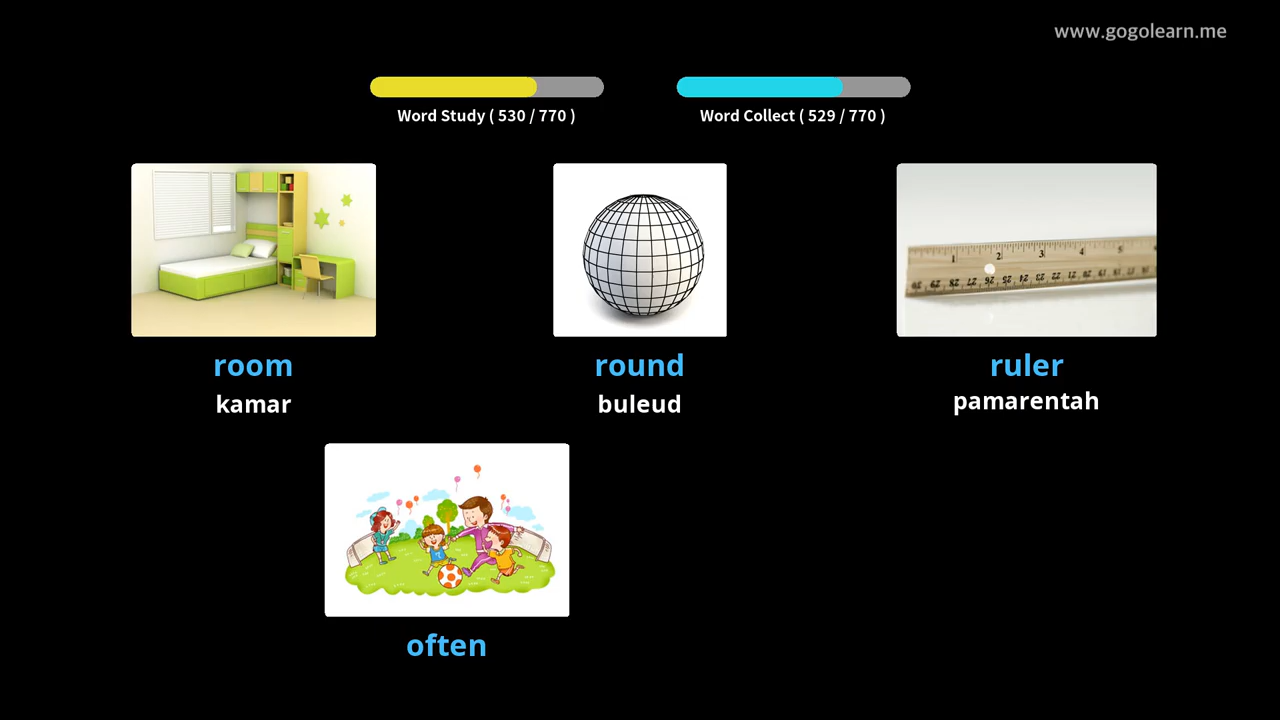 www.gogolearn.me
Word Study ( 530 / 770 )
Word Collect ( 529 / 770 )
room
kamar
round
buleud
ruler
pamarentah
often